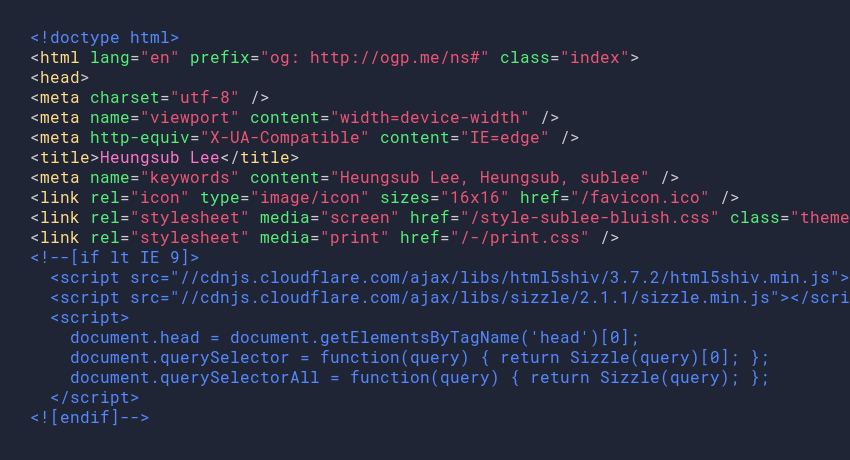 <!doctype html>
<html lang="en" prefix="og: http://ogp.me/ns#" class="index">
<head>
<meta charset="utf-8" />
<meta name="viewport" content="width=device-width" />
<meta http-equiv="X-UA-Compatible" content="IE=edge" />
<title>Heungsub Lee</title>
<meta name="keywords" content="Heungsub Lee, Heungsub, sublee" />
<link rel="icon" type="image/icon" sizes="16x16" href="/favicon.ico" />
<link rel="stylesheet" media="screen" href="/style-sublee-bluish.css" class="theme
<link rel="stylesheet" media="print" href="/-/print.css" />
<!--[if lt IE 9]>
<script src="//cdnjs.cloudflare.com/ajax/libs/html5shiv/3.7.2/html5shiv.min.js">
<script src="//cdnjs.cloudflare.com/ajax/libs/sizzle/2.1.1/sizzle.min.js"></scri
<script>
document.head = document.getElementsByTagName('head')[0];
document.querySelector = function(query) { return Sizzle(query)[0]; };
document.querySelectorAll = function(query) { return Sizzle(query); };
</script>
<![endif]-->